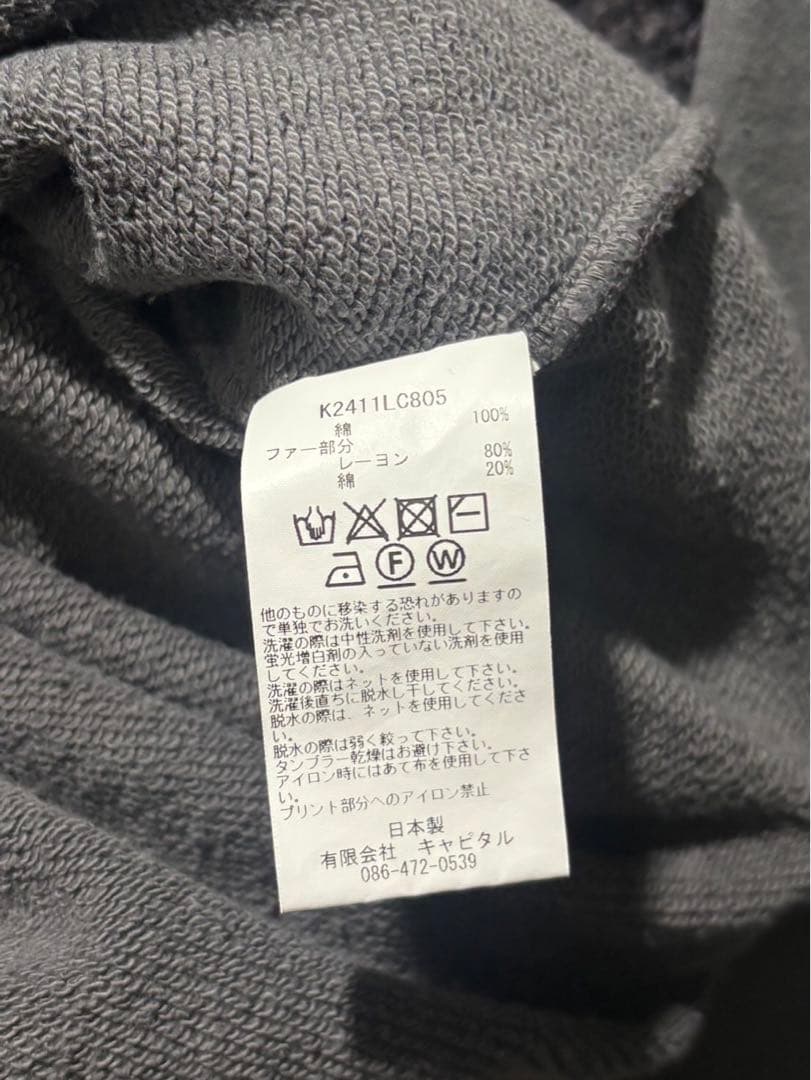 K2411LC805
綿 100%
ファー部分
レーヨン 80%
綿 20%
F W
他のものに移染する恐れがありますの
で単独でお洗いください。
洗濯の際は中性洗剤を使用して下さい。
蛍光増白剤の入っていない洗剤を使用
してください。
洗濯の際はネットを使用して下さい。
洗濯後直ちに脱水し干してください。
脱水の際は、ネットを使用してくださ
い。
脱水の際は弱く絞って下さい。
タンブラー乾燥はお避け下さい。
アイロン時にはあて布を使用して下さ
い。
プリント部分へのアイロン禁止
日本製
有限会社 キャピタル
086-472-0539